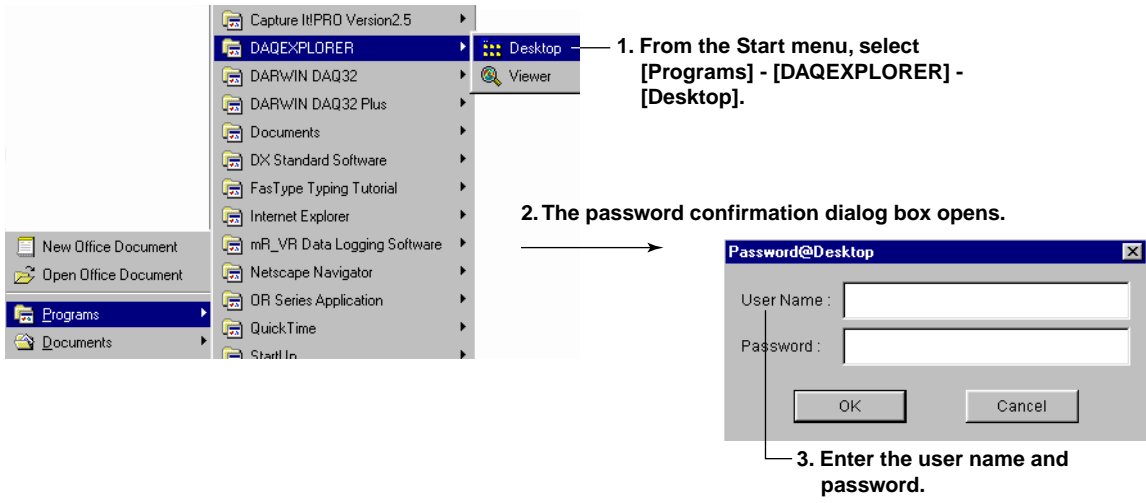 Capture It!PRO Version2.5
DAQEXPLORER
DARWIN DAQ32
DARWIN DAQ32 Plus
Documents
DX Standard Software
FasType Typing Tutorial
Internet Explorer
mR_VR Data Logging Software
Netscape Navigator
OR Series Application
QuickTime
StartUp
Desktop
Viewer
New Office Document
Open Office Document
Programs
Documents
1. From the Start menu, select
[Programs] - [DAQEXPLORER] -
[Desktop].
2. The password confirmation dialog box opens.
Password@Desktop
User Name :
Password :
OK
Cancel
3. Enter the user name and
password.